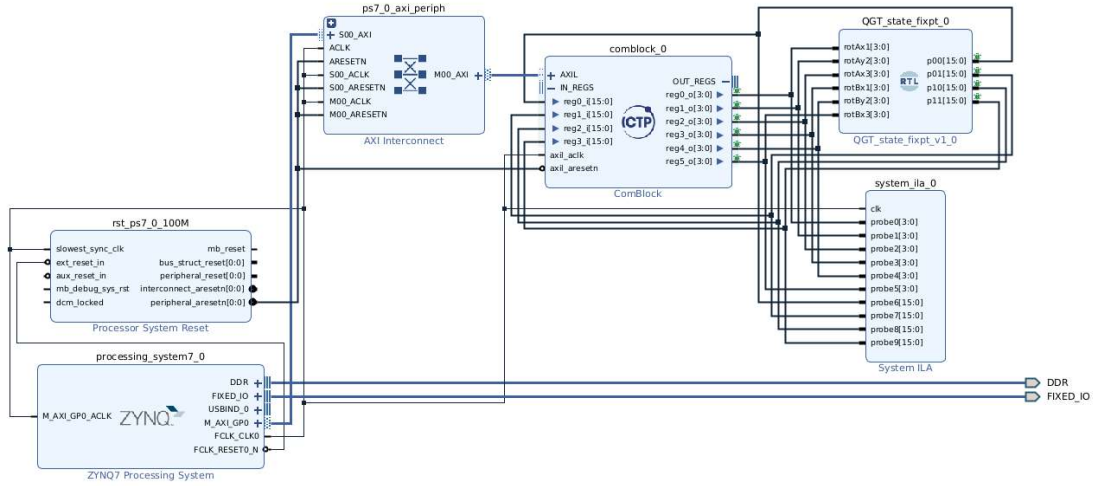 ps7_0_axi_periph
S00_AXI
ACLK
ARESETN
S00_ACLK
S00_ARESETN
M00_ACLK
M00_ARESETN
M00_AXI
AXI Interconnect
comblock_0
AXIL
IN_REGS
reg0_i[15:0]
reg1_i[15:0]
reg2_i[15:0]
reg3_i[15:0]
axil_aclk
axil_aresetn
ICTP
OUT_REGS
reg0_o[3:0]
reg1_o[3:0]
reg2_o[3:0]
reg3_o[3:0]
reg4_o[3:0]
reg5_o[3:0]
ComBlock
QGT_state_fixpt_0
rotAx1[3:0]
rotAy2[3:0]
rotAx3[3:0]
rotBx1[3:0]
rotBy2[3:0]
rotBx3[3:0]
RTL
p00[15:0]
p01[15:0]
p10[15:0]
p11[15:0]
QGT_state_fixpt_v1_0
system_ila_0
clk
probe0[3:0]
probe1[3:0]
probe2[3:0]
probe3[3:0]
probe4[3:0]
probe5[3:0]
probe6[15:0]
probe7[15:0]
probe8[15:0]
probe9[15:0]
System ILA
rst_ps7_0_100M
slowest_sync_clk
ext_reset_in
aux_reset_in
mb_debug_sys_rst
dcm_locked
mb_reset
bus_struct_reset[0:0]
peripheral_reset[0:0]
interconnect_aresetn[0:0]
peripheral_aresetn[0:0]
Processor System Reset
processing_system7_0
M_AXI_GP0_ACLK
ZYNQ
DDR
FIXED_IO
USBIND_0
M_AXI_GP0
FCLK_CLK0
FCLK_RESET0_N
ZYNQ7 Processing System
DDR
FIXED_IO